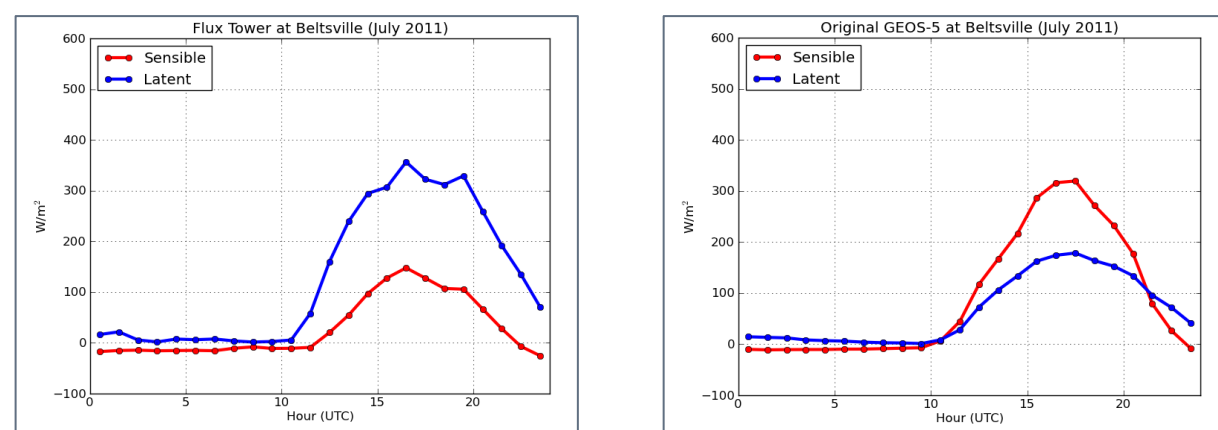 Flux Tower at Beltsville (July 2011)
600
500
400
300
200
100
0
−100
W/m²
Sensible
Latent
0
5
10
15
20
Hour (UTC)
Original GEOS-5 at Beltsville (July 2011)
600
500
400
300
200
100
0
−100
W/m²
Sensible
Latent
0
5
10
15
20
Hour (UTC)